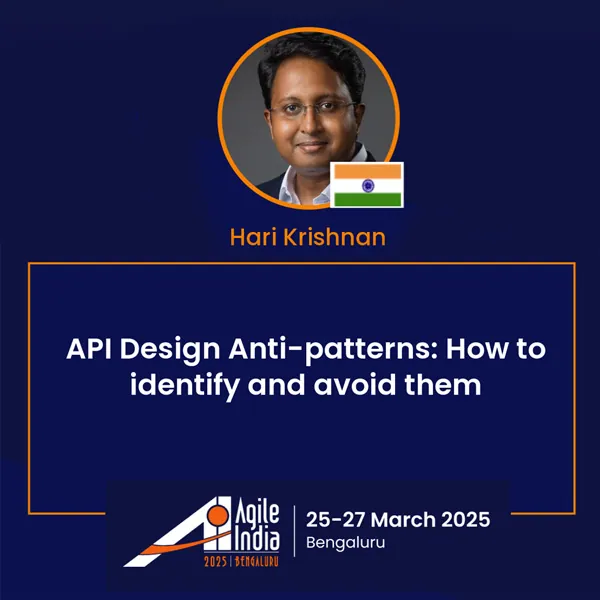 Hari Krishnan
API Design Anti-patterns: How to
identify and avoid them
Agile
India
2025 | BENGALURU
25-27 March 2025
Bengaluru